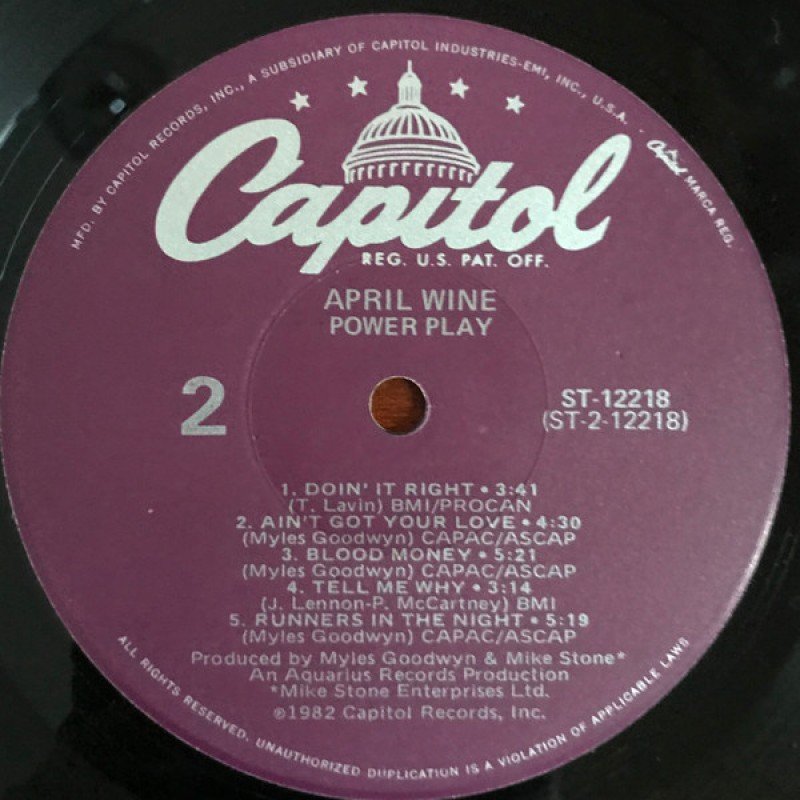 MFD. BY CAPITOL RECORDS, INC., A SUBSIDIARY OF CAPITOL INDUSTRIES-EMI, INC., U.S.A. · Capitol MARCA REG.
Capitol
REG. U.S. PAT. OFF.
APRIL WINE
POWER PLAY
2
ST-12218
(ST-2-12218)
1. DOIN' IT RIGHT • 3:41
(T. Lavin) BMI/PROCAN
2. AIN'T GOT YOUR LOVE • 4:30
(Myles Goodwyn) CAPAC/ASCAP
3. BLOOD MONEY • 5:21
(Myles Goodwyn) CAPAC/ASCAP
4. TELL ME WHY • 3:14
(J. Lennon-P. McCartney) BMI
5. RUNNERS IN THE NIGHT • 5:19
(Myles Goodwyn) CAPAC/ASCAP
Produced by Myles Goodwyn & Mike Stone*
An Aquarius Records Production
*Mike Stone Enterprises Ltd.
℗1982 Capitol Records, Inc.
ALL RIGHTS RESERVED. UNAUTHORIZED DUPLICATION IS A VIOLATION OF APPLICABLE LAWS